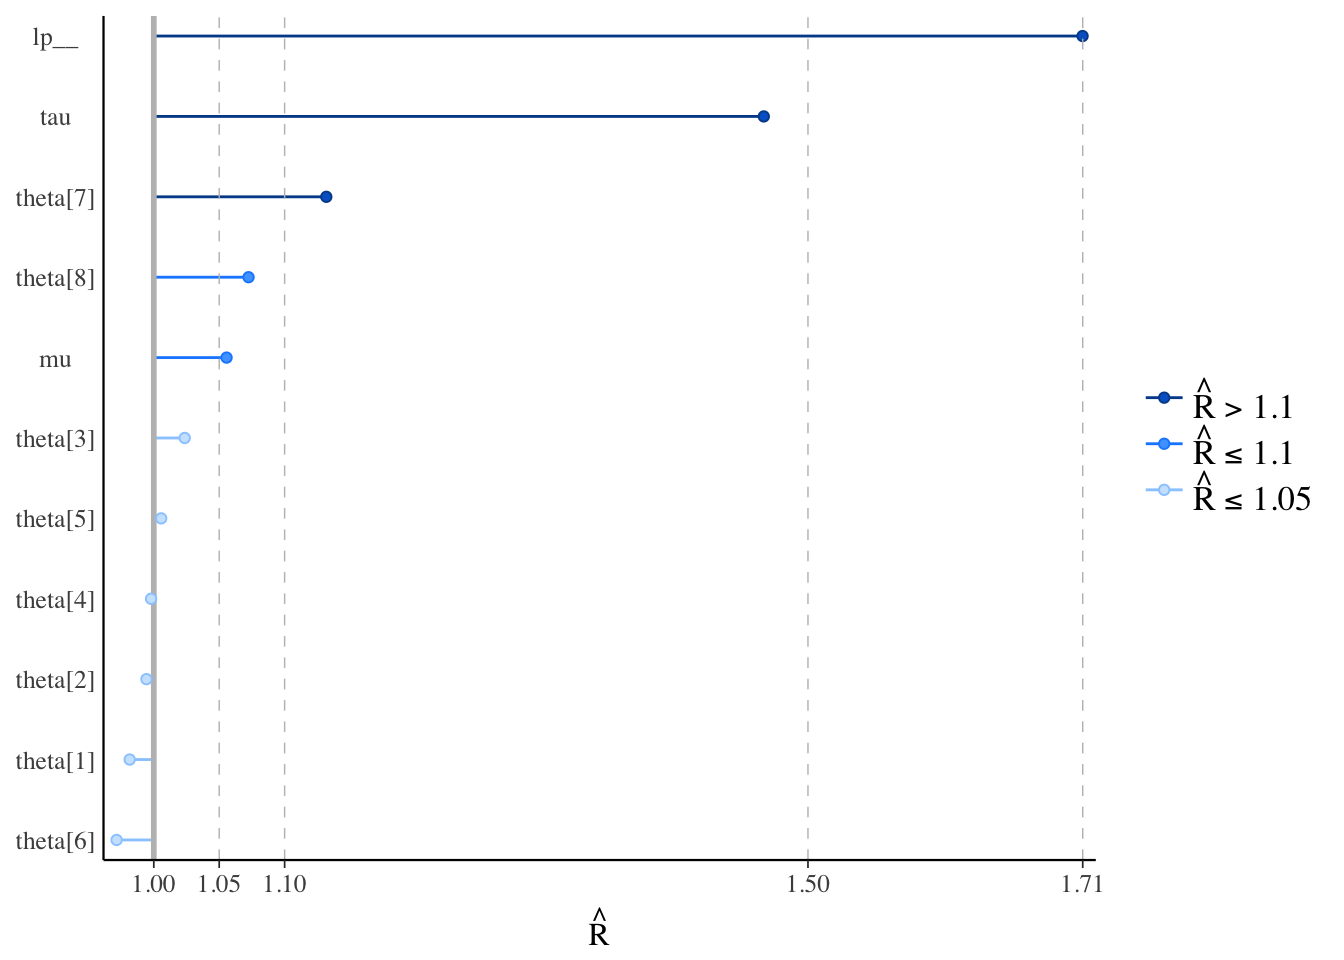 lp__
tau
theta[7]
theta[8]
mu
theta[3]
theta[5]
theta[4]
theta[2]
theta[1]
theta[6]
1.00 1.05 1.10 1.50 1.71
R̂
R̂ > 1.1
R̂ ≤ 1.1
R̂ ≤ 1.05